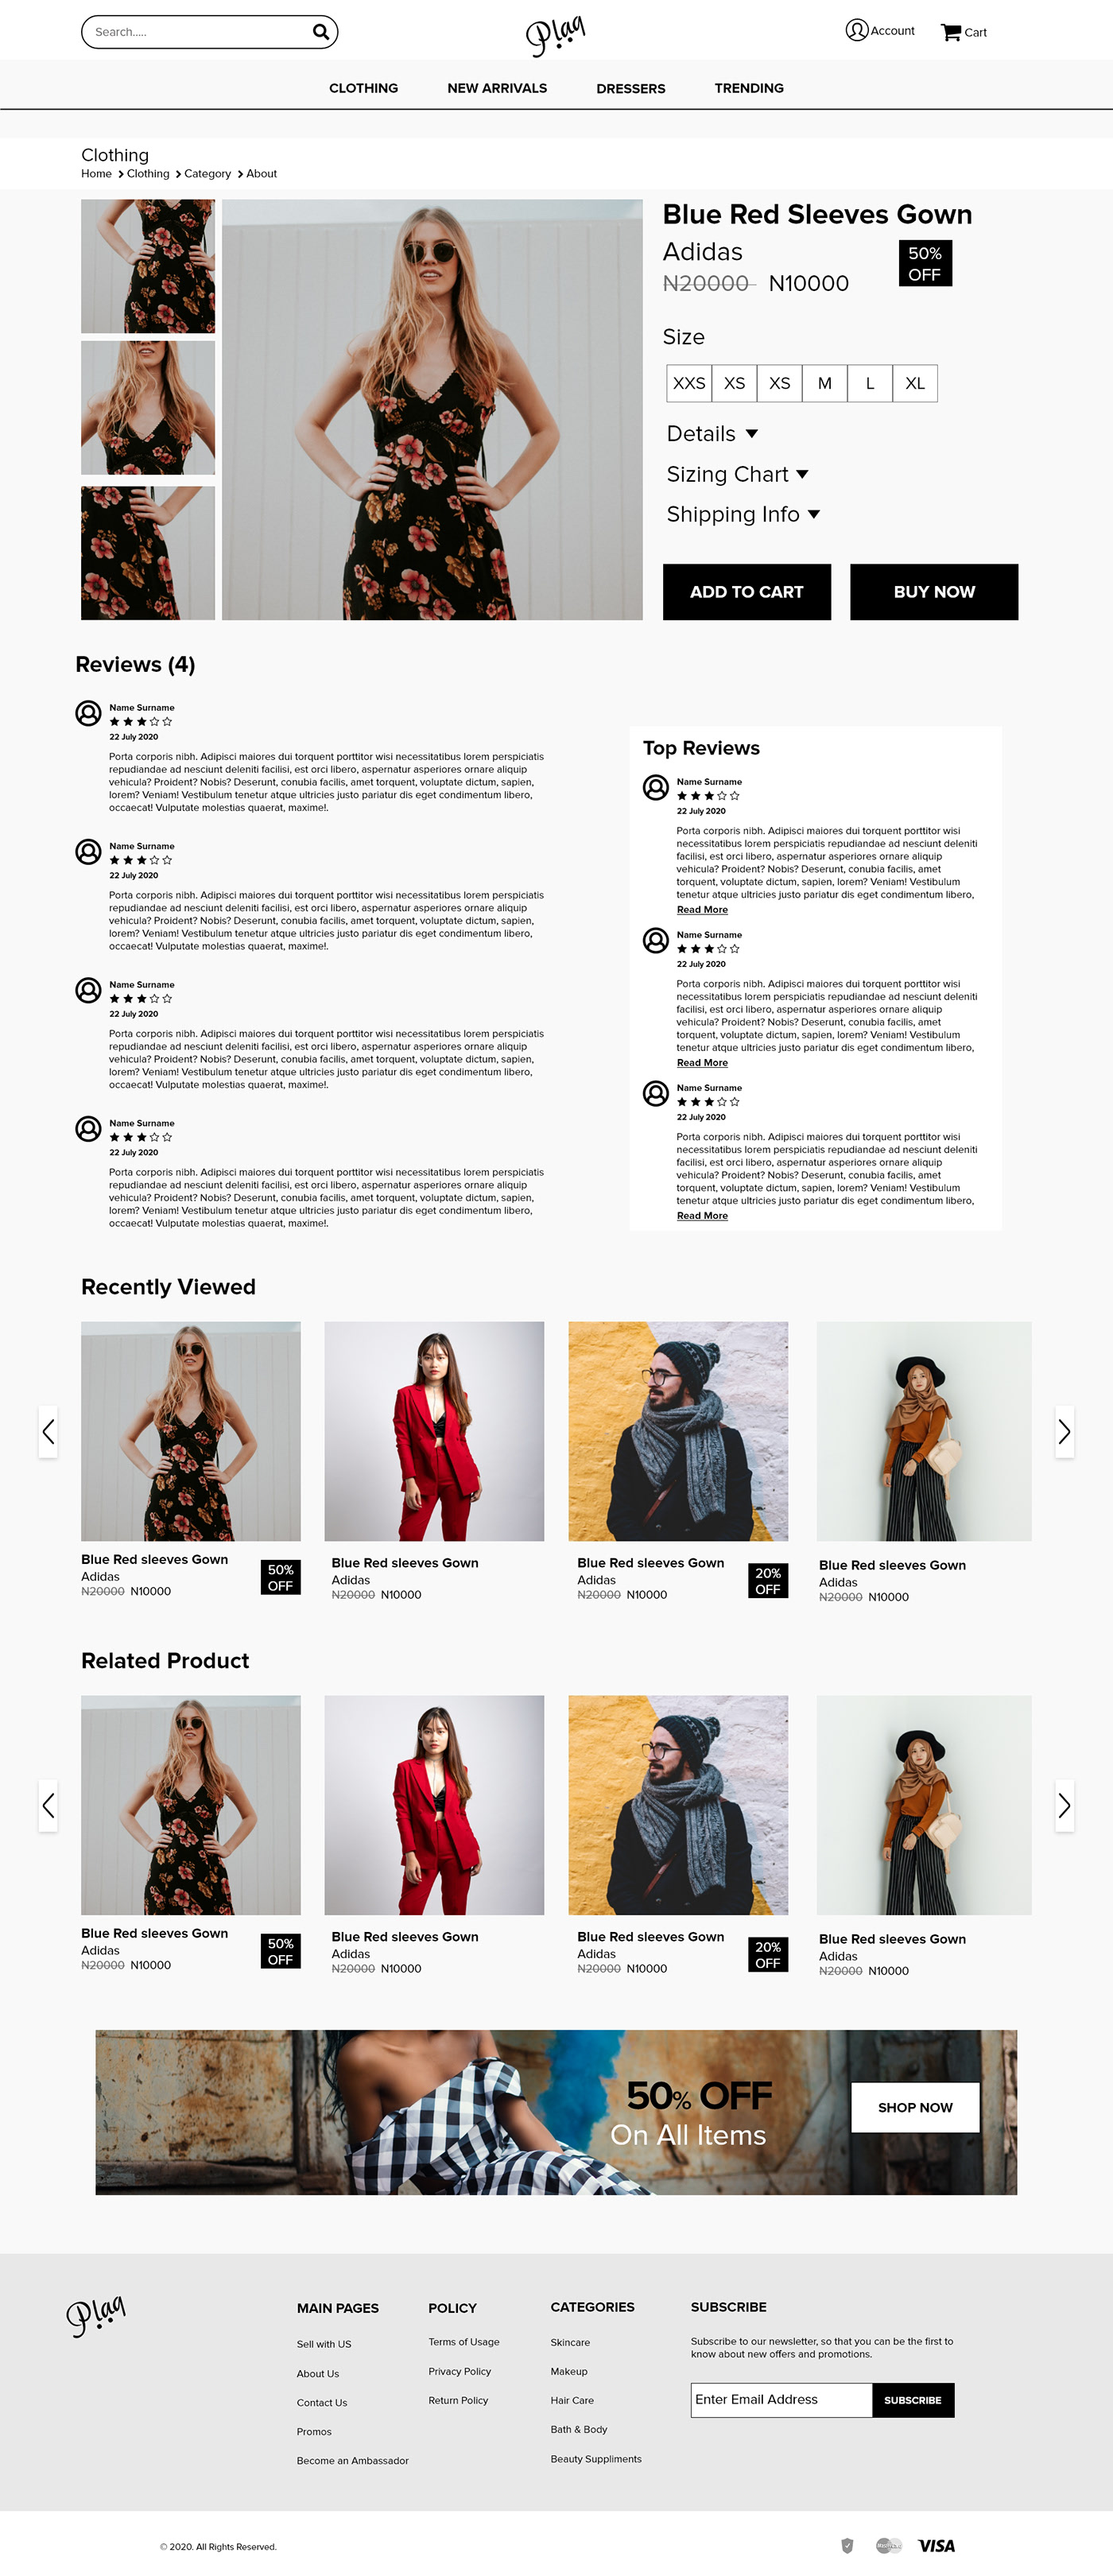 Search.....
Plaq
Account
Cart
CLOTHING
NEW ARRIVALS
DRESSERS
TRENDING
Clothing
Home > Clothing > Category > About
Blue Red Sleeves Gown
Adidas
50%
OFF
N20000 N10000
Size
XXS XS XS M L XL
Details
Sizing Chart
Shipping Info
ADD TO CART
BUY NOW
Reviews (4)
Name Surname
22 July 2020
Porta corporis nibh. Adipisci maiores dui torquent porttitor wisi necessitatibus lorem perspiciatis
repudiandae ad nesciunt deleniti facilisi, est orci libero, aspernatur asperiores ornare aliquip
vehicula? Proident? Nobis? Deserunt, conubia facilis, amet torquent, voluptate dictum, sapien,
lorem? Veniam! Vestibulum tenetur atque ultricies justo pariatur dis eget condimentum libero,
occaecat! Vulputate molestias quaerat, maxime!.
Name Surname
22 July 2020
Porta corporis nibh. Adipisci maiores dui torquent porttitor wisi necessitatibus lorem perspiciatis
repudiandae ad nesciunt deleniti facilisi, est orci libero, aspernatur asperiores ornare aliquip
vehicula? Proident? Nobis? Deserunt, conubia facilis, amet torquent, voluptate dictum, sapien,
lorem? Veniam! Vestibulum tenetur atque ultricies justo pariatur dis eget condimentum libero,
occaecat! Vulputate molestias quaerat, maxime!.
Name Surname
22 July 2020
Porta corporis nibh. Adipisci maiores dui torquent porttitor wisi necessitatibus lorem perspiciatis
repudiandae ad nesciunt deleniti facilisi, est orci libero, aspernatur asperiores ornare aliquip
vehicula? Proident? Nobis? Deserunt, conubia facilis, amet torquent, voluptate dictum, sapien,
lorem? Veniam! Vestibulum tenetur atque ultricies justo pariatur dis eget condimentum libero,
occaecat! Vulputate molestias quaerat, maxime!.
Name Surname
22 July 2020
Porta corporis nibh. Adipisci maiores dui torquent porttitor wisi necessitatibus lorem perspiciatis
repudiandae ad nesciunt deleniti facilisi, est orci libero, aspernatur asperiores ornare aliquip
vehicula? Proident? Nobis? Deserunt, conubia facilis, amet torquent, voluptate dictum, sapien,
lorem? Veniam! Vestibulum tenetur atque ultricies justo pariatur dis eget condimentum libero,
occaecat! Vulputate molestias quaerat, maxime!.
Top Reviews
Name Surname
22 July 2020
Porta corporis nibh. Adipisci maiores dui torquent porttitor wisi
necessitatibus lorem perspiciatis repudiandae ad nesciunt deleniti
facilisi, est orci libero, aspernatur asperiores ornare aliquip
vehicula? Proident? Nobis? Deserunt, conubia facilis, amet
torquent, voluptate dictum, sapien, lorem? Veniam! Vestibulum
tenetur atque ultricies justo pariatur dis eget condimentum libero,
Read More
Name Surname
22 July 2020
Porta corporis nibh. Adipisci maiores dui torquent porttitor wisi
necessitatibus lorem perspiciatis repudiandae ad nesciunt deleniti
facilisi, est orci libero, aspernatur asperiores ornare aliquip
vehicula? Proident? Nobis? Deserunt, conubia facilis, amet
torquent, voluptate dictum, sapien, lorem? Veniam! Vestibulum
tenetur atque ultricies justo pariatur dis eget condimentum libero,
Read More
Name Surname
22 July 2020
Porta corporis nibh. Adipisci maiores dui torquent porttitor wisi
necessitatibus lorem perspiciatis repudiandae ad nesciunt deleniti
facilisi, est orci libero, aspernatur asperiores ornare aliquip
vehicula? Proident? Nobis? Deserunt, conubia facilis, amet
torquent, voluptate dictum, sapien, lorem? Veniam! Vestibulum
tenetur atque ultricies justo pariatur dis eget condimentum libero,
Read More
Recently Viewed
Blue Red sleeves Gown
Adidas
N20000 N10000
50%
OFF
Blue Red sleeves Gown
Adidas
N20000 N10000
Blue Red sleeves Gown
Adidas
N20000 N10000
20%
OFF
Blue Red sleeves Gown
Adidas
N20000 N10000
Related Product
Blue Red sleeves Gown
Adidas
N20000 N10000
50%
OFF
Blue Red sleeves Gown
Adidas
N20000 N10000
Blue Red sleeves Gown
Adidas
N20000 N10000
20%
OFF
Blue Red sleeves Gown
Adidas
N20000 N10000
50% OFF
On All Items
SHOP NOW
Plaq
MAIN PAGES
Sell with US
About Us
Contact Us
Promos
Become an Ambassador
POLICY
Terms of Usage
Privacy Policy
Return Policy
CATEGORIES
Skincare
Makeup
Hair Care
Bath & Body
Beauty Suppliments
SUBSCRIBE
Subscribe to our newsletter, so that you can be the first to
know about new offers and promotions.
Enter Email Address
SUBSCRIBE
© 2020. All Rights Reserved.
VISA